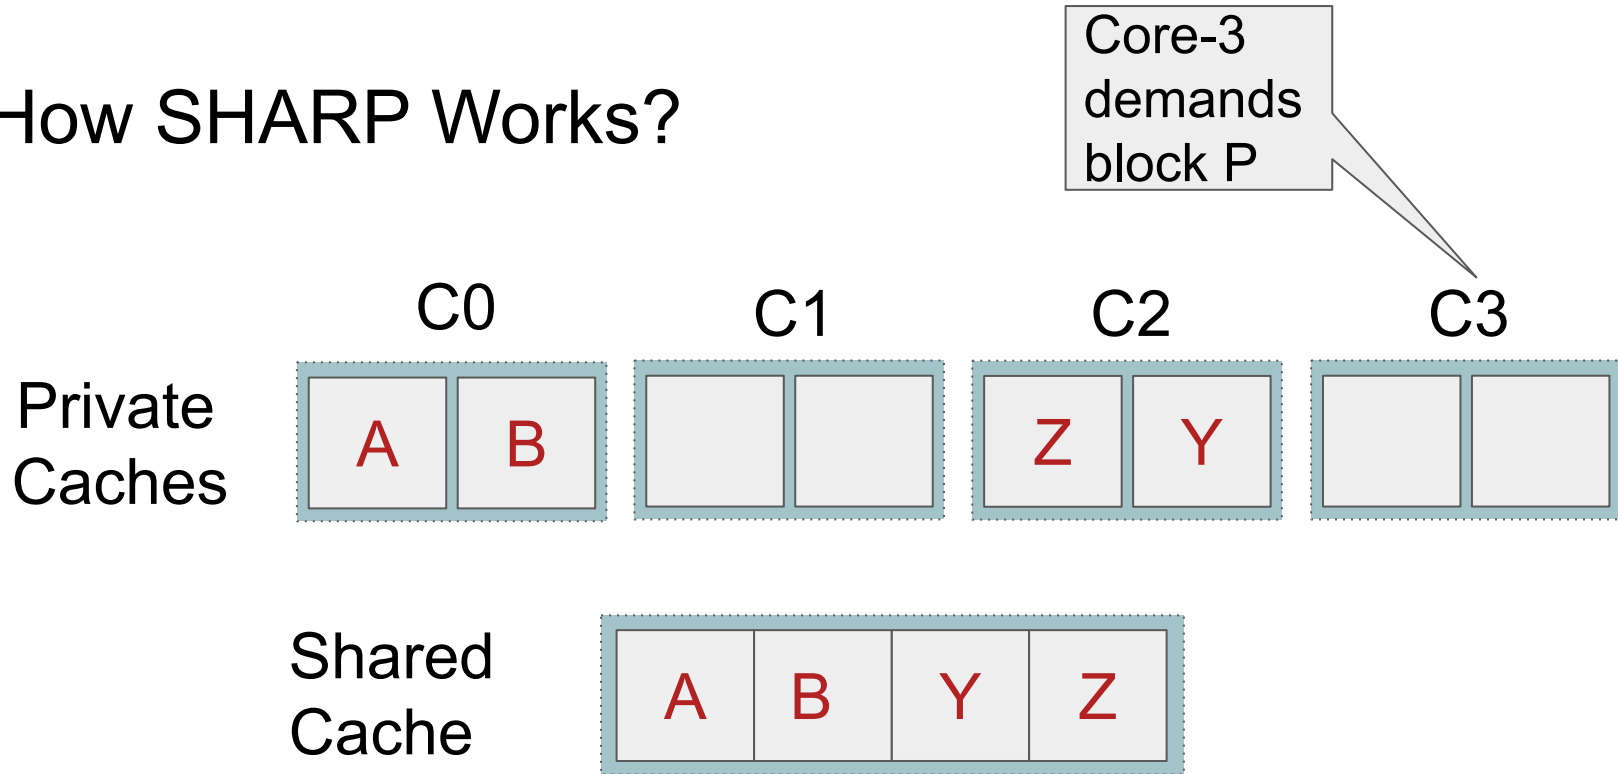 How SHARP Works?
Core-3
demands
block P
C0 C1 C2 C3
Private
Caches
A B Z Y
Shared
Cache
A B Y Z